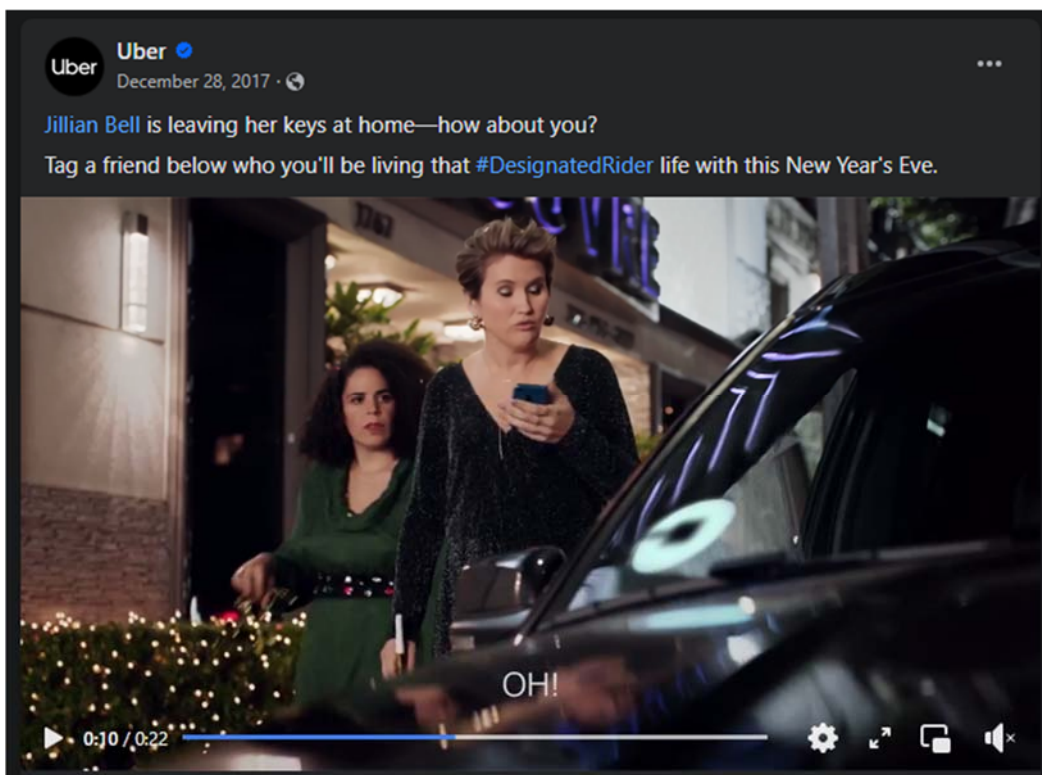 Uber
Uber
December 28, 2017 ·
Jillian Bell is leaving her keys at home—how about you?
Tag a friend below who you'll be living that #DesignatedRider life with this New Year's Eve.
1767
OH!
0:10 / 0:22